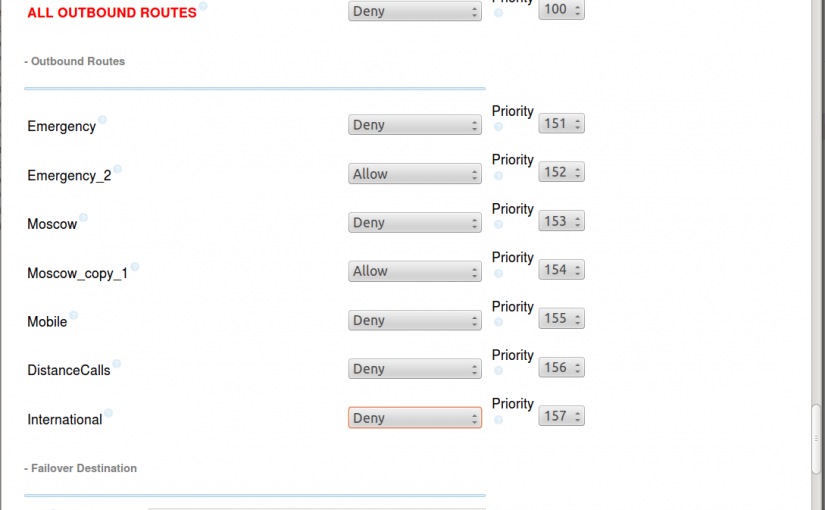 Priority
ALL OUTBOUND ROUTES ? Deny 100
- Outbound Routes
Priority
Emergency ? Deny ? 151
Priority
Emergency_2 ? Allow ? 152
Priority
Moscow ? Deny ? 153
Priority
Moscow_copy_1 ? Allow ? 154
Priority
Mobile ? Deny ? 155
Priority
DistanceCalls ? Deny ? 156
Priority
International ? Deny ? 157
- Failover Destination